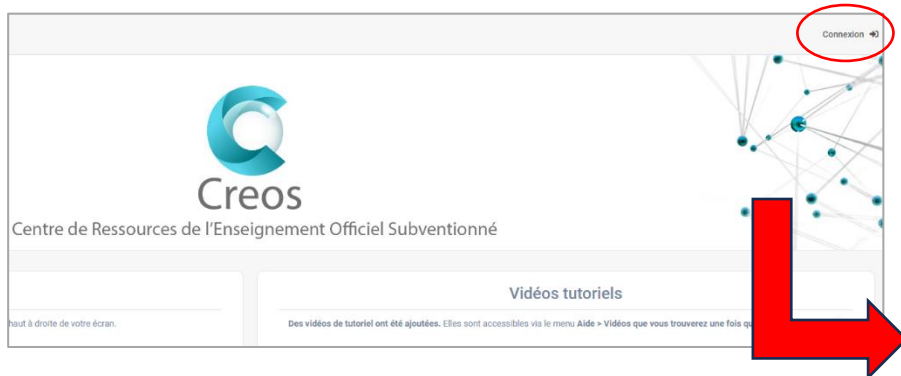 Connexion
Creos
Centre de Ressources de l'Enseignement Officiel Subventionné
Vidéos tutoriels
haut à droite de votre écran.
Des vidéos de tutoriel ont été ajoutées. Elles sont accessibles via le menu Aide > Vidéos que vous trouverez une fois